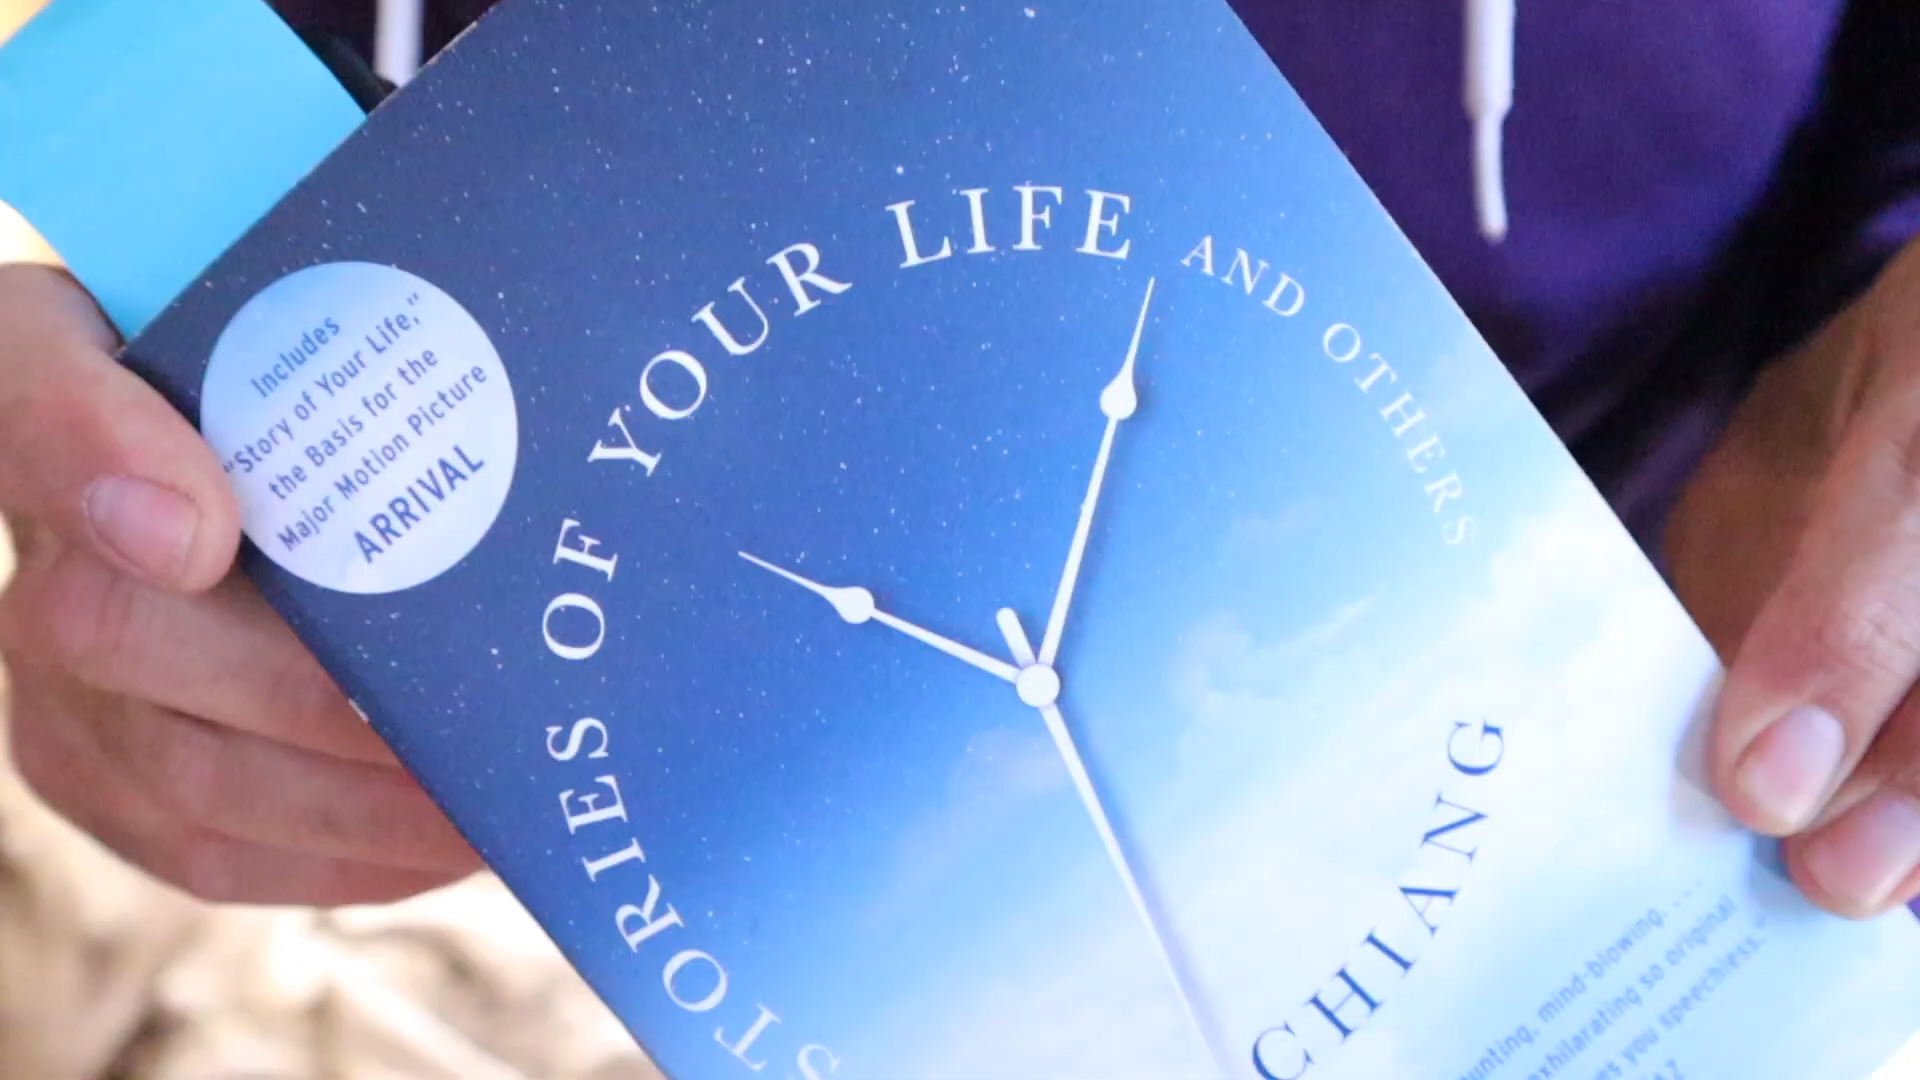 STORIES OF YOUR LIFE AND OTHERS
Includes
"Story of Your Life,"
the Basis for the
Major Motion Picture
ARRIVAL
CHIANG
mind-blowing. . . .
exhilarating so original
you speechless."